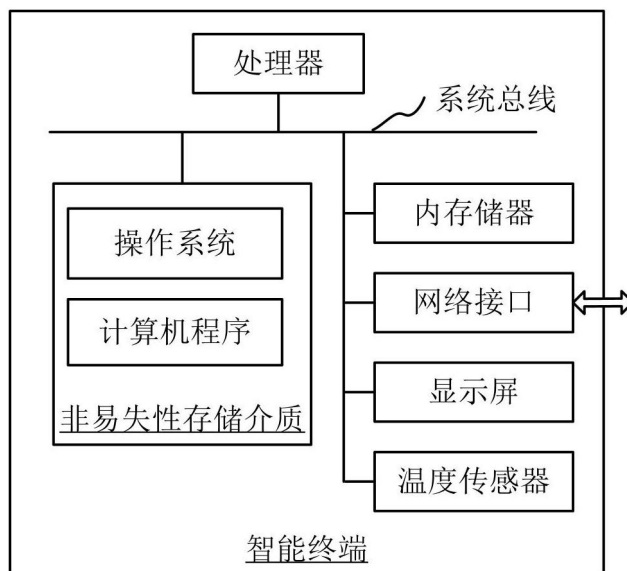 处理器
系统总线
操作系统
计算机程序
非易失性存储介质
内存储器
网络接口
显示屏
温度传感器
智能终端